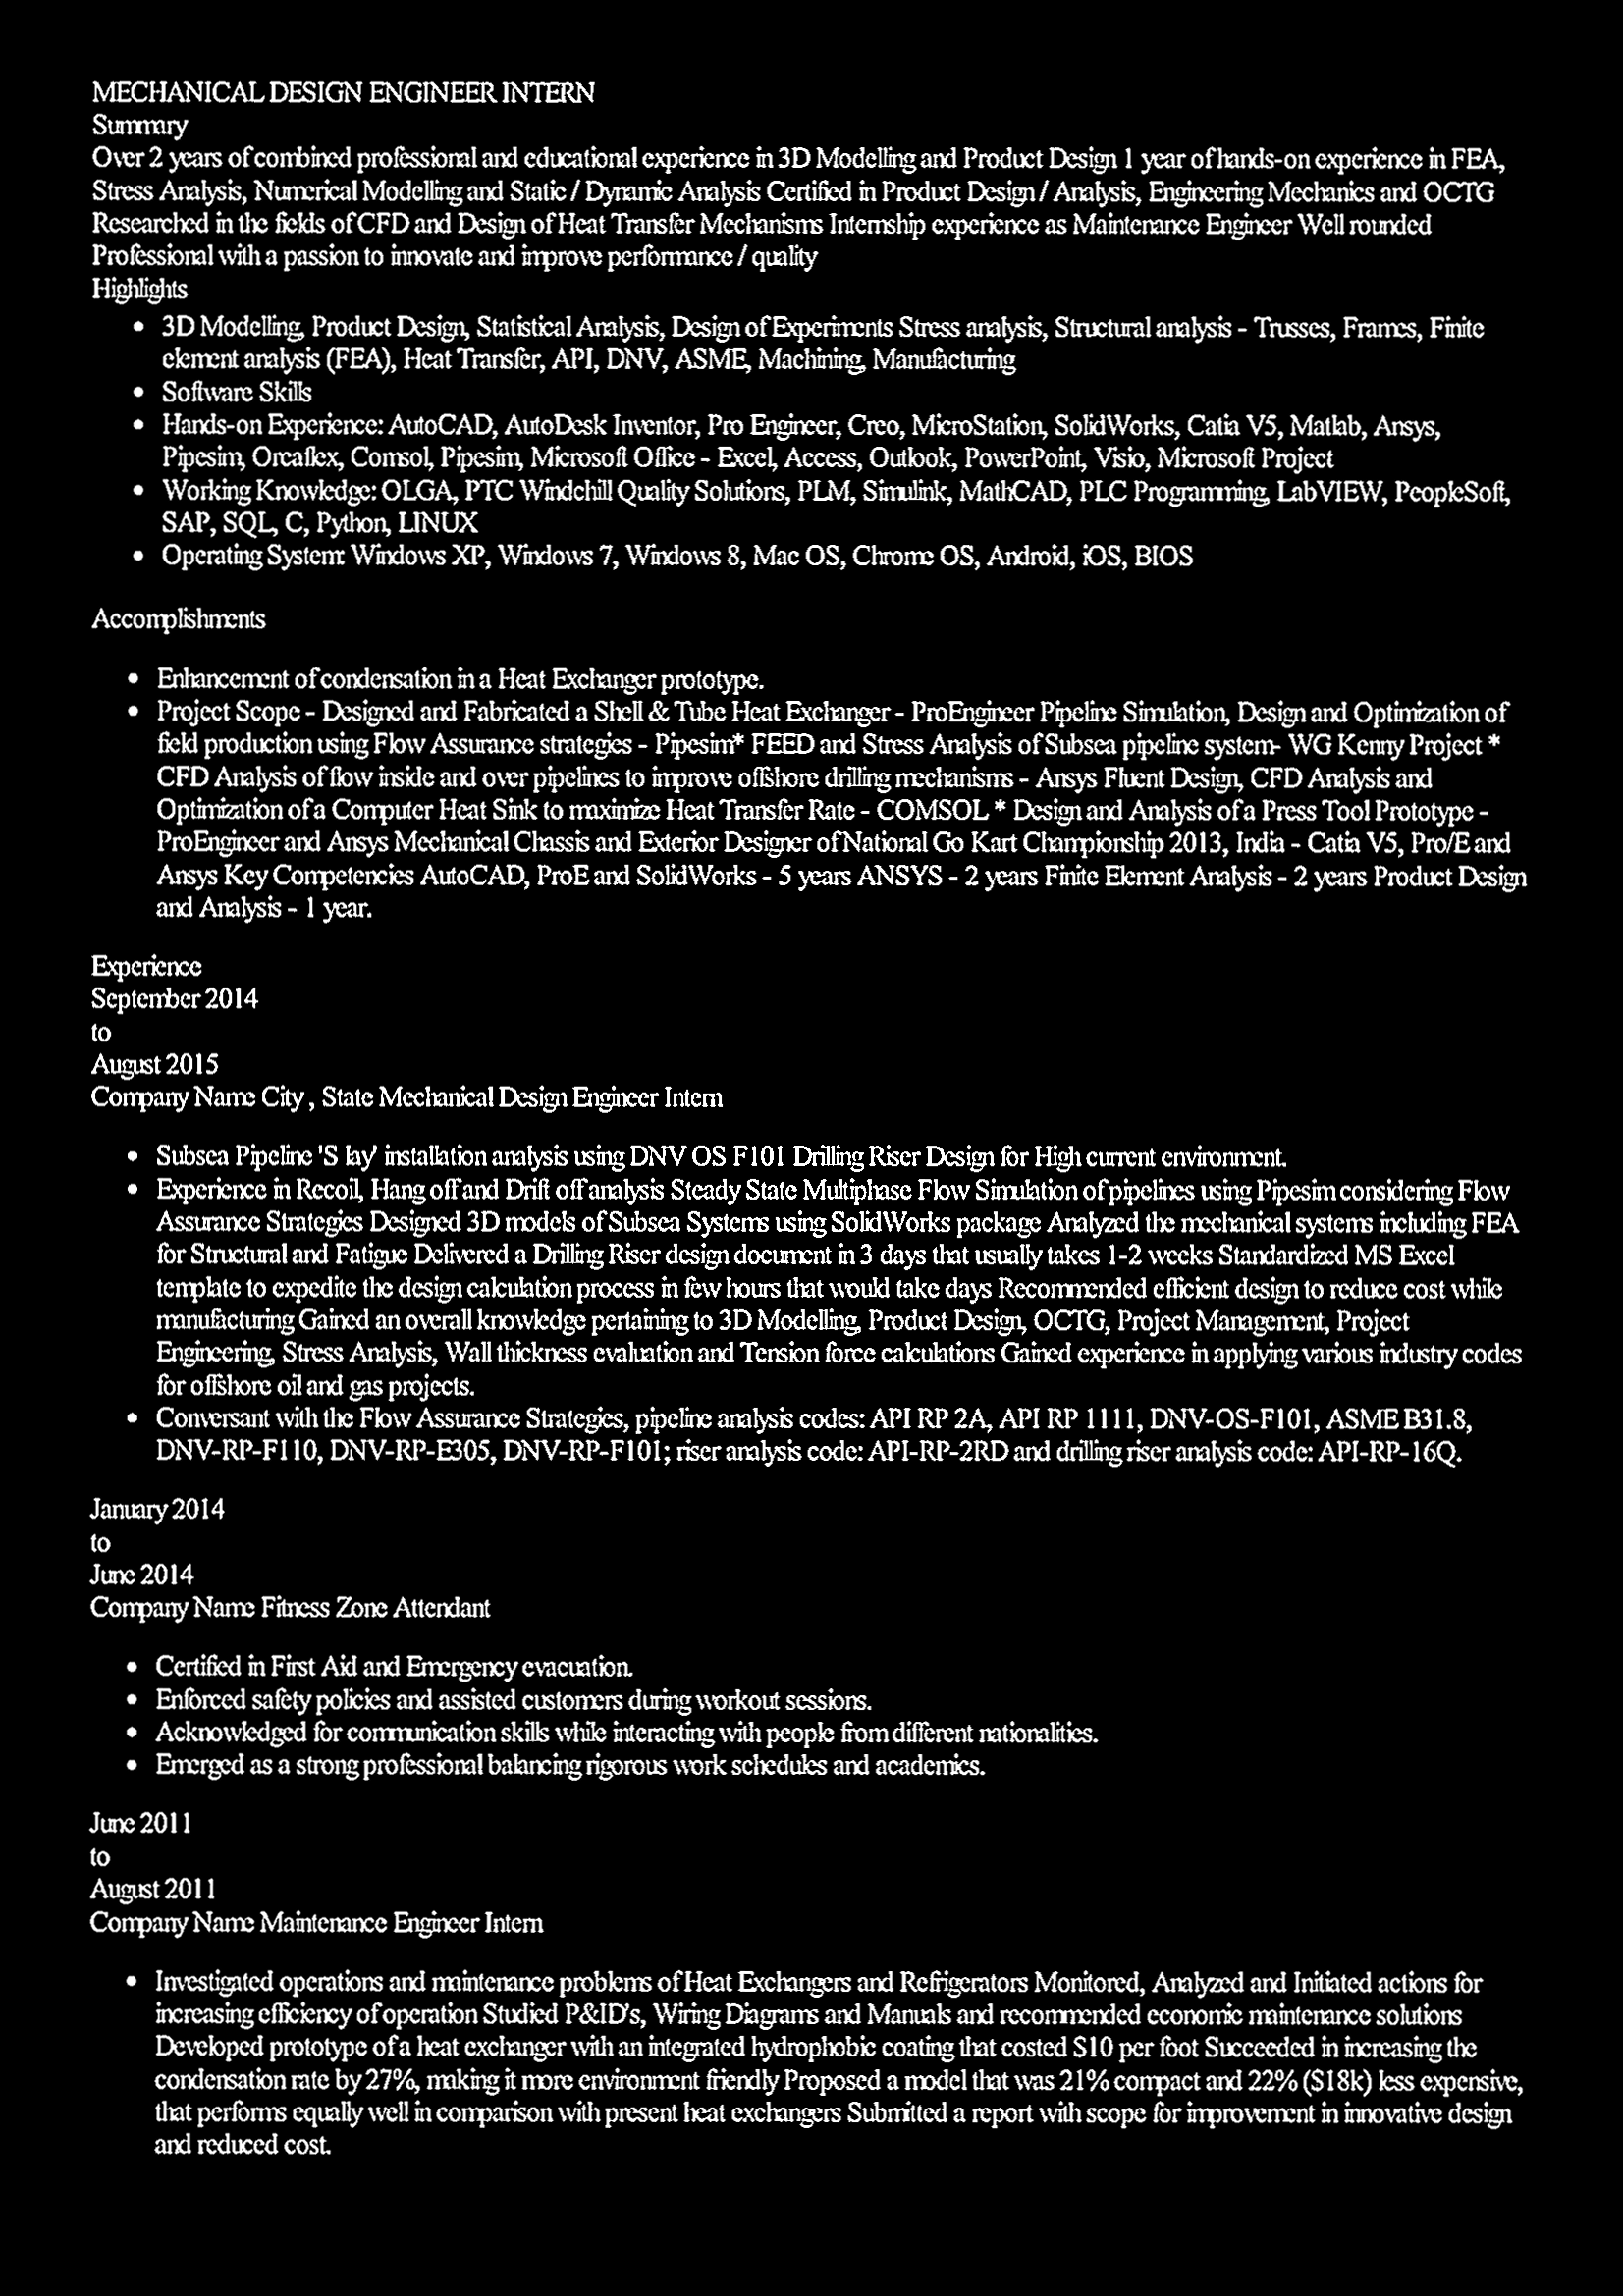 MECHANICAL DESIGN ENGINEER INTERN
Summary
Over 2 years of combined professional and educational experience in 3D Modelling and Product Design 1 year of hands-on experience in FEA,
Stress Analysis, Numerical Modelling and Static / Dynamic Analysis Certified in Product Design / Analysis, Engineering Mechanics and OCTG
Researched in the fields of CFD and Design of Heat Transfer Mechanisms Internship experience as Maintenance Engineer Well rounded
Professional with a passion to innovate and improve performance / quality
Highlights
• 3D Modelling, Product Design, Statistical Analysis, Design of Experiments Stress analysis, Structural analysis - Trusses, Frames, Finite
element analysis (FEA), Heat Transfer, API, DNV, ASME, Machining, Manufacturing
• Software Skills
• Hands-on Experience: AutoCAD, AutoDesk Inventor, Pro Engineer, Creo, MicroStation, SolidWorks, Catia V5, Matlab, Ansys,
Pipesim, Orcaflex, Comsol, Pipesim, Microsoft Office - Excel, Access, Outlook, PowerPoint, Visio, Microsoft Project
• Working Knowledge: OLGA, PTC Windchill Quality Solutions, PLM, Simulink, MathCAD, PLC Programming, LabVIEW, PeopleSoft,
SAP, SQL, C, Python, LINUX
• Operating System: Windows XP, Windows 7, Windows 8, Mac OS, Chrome OS, Android, iOS, BIOS
Accomplishments
• Enhancement of condensation in a Heat Exchanger prototype.
• Project Scope - Designed and Fabricated a Shell & Tube Heat Exchanger - ProEngineer Pipeline Simulation, Design and Optimization of
field production using Flow Assurance strategies - Pipesim* FEED and Stress Analysis of Subsea pipeline system- WG Kenny Project *
CFD Analysis of flow inside and over pipelines to improve offshore drilling mechanisms - Ansys Fluent Design, CFD Analysis and
Optimization of a Computer Heat Sink to maximize Heat Transfer Rate - COMSOL * Design and Analysis of a Press Tool Prototype -
ProEngineer and Ansys Mechanical Chassis and Exterior Designer of National Go Kart Championship 2013, India - Catia V5, Pro/E and
Ansys Key Competencies AutoCAD, ProE and SolidWorks - 5 years ANSYS - 2 years Finite Element Analysis - 2 years Product Design
and Analysis - 1 year.
Experience
September 2014
to
August 2015
Company Name City , State Mechanical Design Engineer Intern
• Subsea Pipeline 'S lay' installation analysis using DNV OS F101 Drilling Riser Design for High current environment.
• Experience in Recoil, Hang off and Drift off analysis Steady State Multiphase Flow Simulation of pipelines using Pipesim considering Flow
Assurance Strategies Designed 3D models of Subsea Systems using SolidWorks package Analyzed the mechanical systems including FEA
for Structural and Fatigue Delivered a Drilling Riser design document in 3 days that usually takes 1-2 weeks Standardized MS Excel
template to expedite the design calculation process in few hours that would take days Recommended efficient design to reduce cost while
manufacturing Gained an overall knowledge pertaining to 3D Modelling, Product Design, OCTG, Project Management, Project
Engineering, Stress Analysis, Wall thickness evaluation and Tension force calculations Gained experience in applying various industry codes
for offshore oil and gas projects.
• Conversant with the Flow Assurance Strategies, pipeline analysis codes: API RP 2A, API RP 1111, DNV-OS-F101, ASME B31.8,
DNV-RP-F110, DNV-RP-E305, DNV-RP-F101; riser analysis code: API-RP-2RD and drilling riser analysis code: API-RP-16Q.
January 2014
to
June 2014
Company Name Fitness Zone Attendant
• Certified in First Aid and Emergency evacuation.
• Enforced safety policies and assisted customers during workout sessions.
• Acknowledged for communication skills while interacting with people from different nationalities.
• Emerged as a strong professional balancing rigorous work schedules and academics.
June 2011
to
August 2011
Company Name Maintenance Engineer Intern
• Investigated operations and maintenance problems of Heat Exchangers and Refrigerators Monitored, Analyzed and Initiated actions for
increasing efficiency of operation Studied P&ID's, Wiring Diagrams and Manuals and recommended economic maintenance solutions
Developed prototype of a heat exchanger with an integrated hydrophobic coating that costed $10 per foot Succeeded in increasing the
condensation rate by 27%, making it more environment friendly Proposed a model that was 21% compact and 22% ($18k) less expensive,
that performs equally well in comparison with present heat exchangers Submitted a report with scope for improvement in innovative design
and reduced cost.